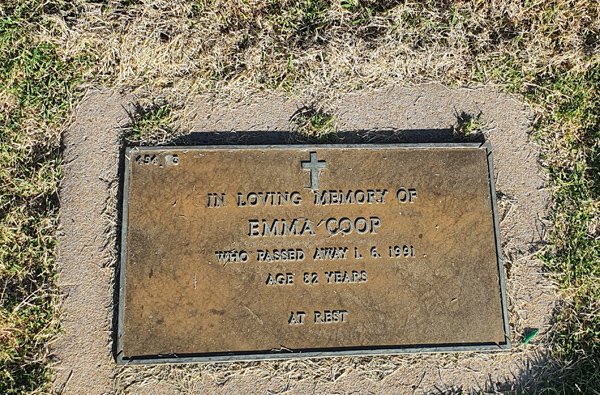 IN LOVING MEMORY OF
EMMA COOP
WHO PASSED AWAY 1. 6. 1991
AGE 82 YEARS
AT REST